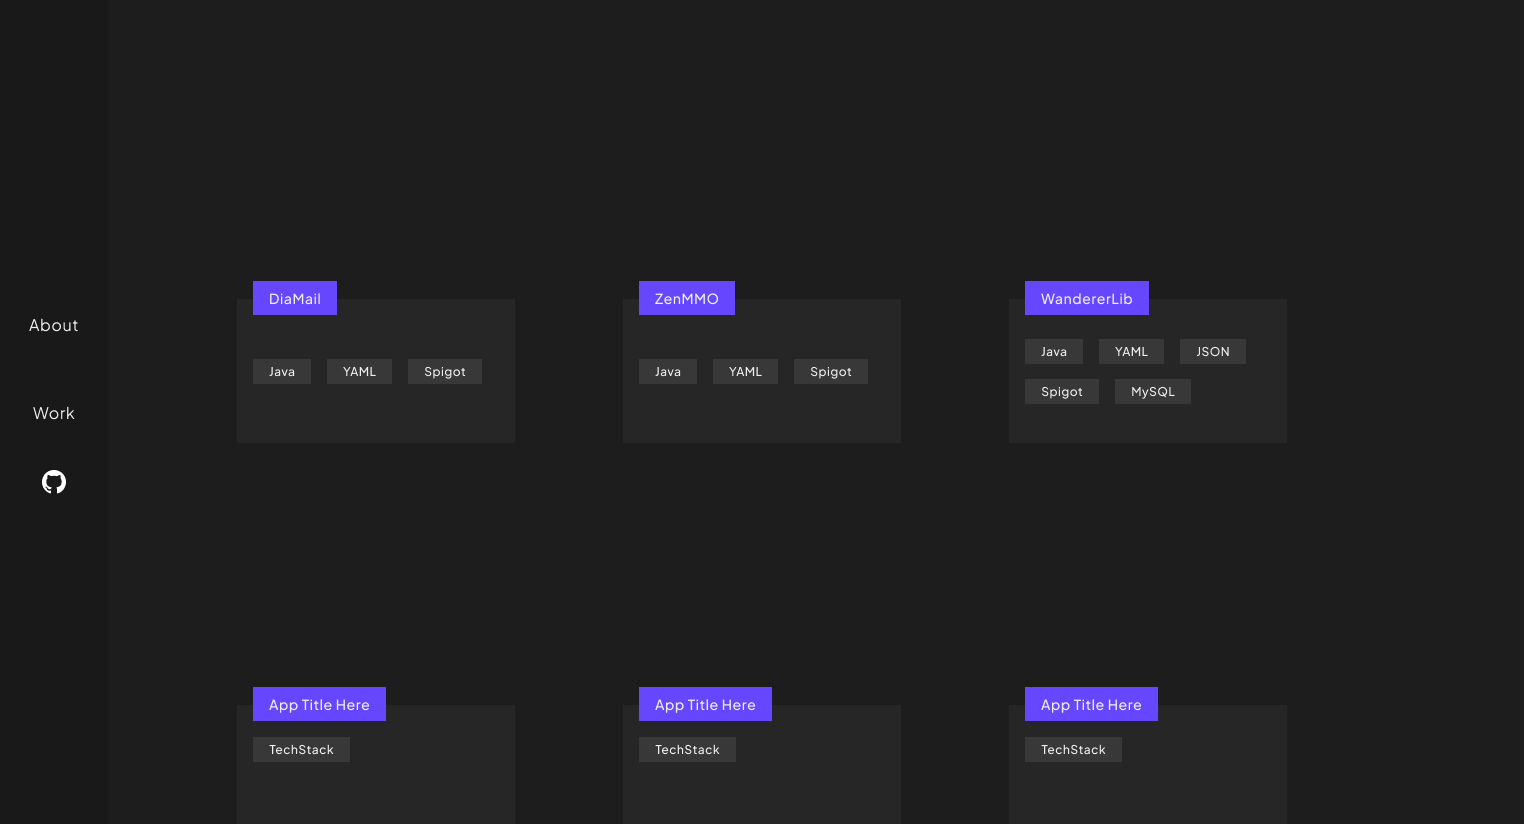 About
Work
DiaMail
Java YAML Spigot
ZenMMO
Java YAML Spigot
WandererLib
Java YAML JSON
Spigot MySQL
App Title Here
TechStack
App Title Here
TechStack
App Title Here
TechStack